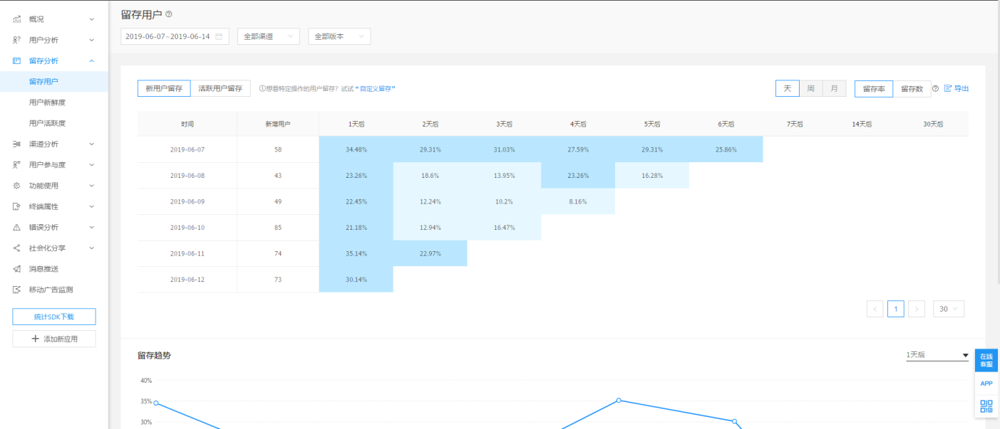 概况
用户分析
留存分析
留存用户
用户新鲜度
用户活跃度
渠道分析
用户参与度
功能使用
终端属性
错误分析
社会化分享
消息推送
移动广告监测
统计SDK下载
添加新应用
留存用户
2019-06-07~2019-06-14 全部渠道 全部版本
新用户留存 活跃用户留存 想看特定操作的用户留存? 试试 “自定义留存” 天 周 月 留存率 留存数 导出
时间 新增用户 1天后 2天后 3天后 4天后 5天后 6天后 7天后 14天后 30天后
2019-06-07 58 34.48% 29.31% 31.03% 27.59% 29.31% 25.86%
2019-06-08 43 23.26% 18.6% 13.95% 23.26% 16.28%
2019-06-09 49 22.45% 12.24% 10.2% 8.16%
2019-06-10 85 21.18% 12.94% 16.47%
2019-06-11 74 35.14% 22.97%
2019-06-12 73 30.14%
< 1 > 30
留存趋势 1天后
40%
35%
30%
在线
客服
APP